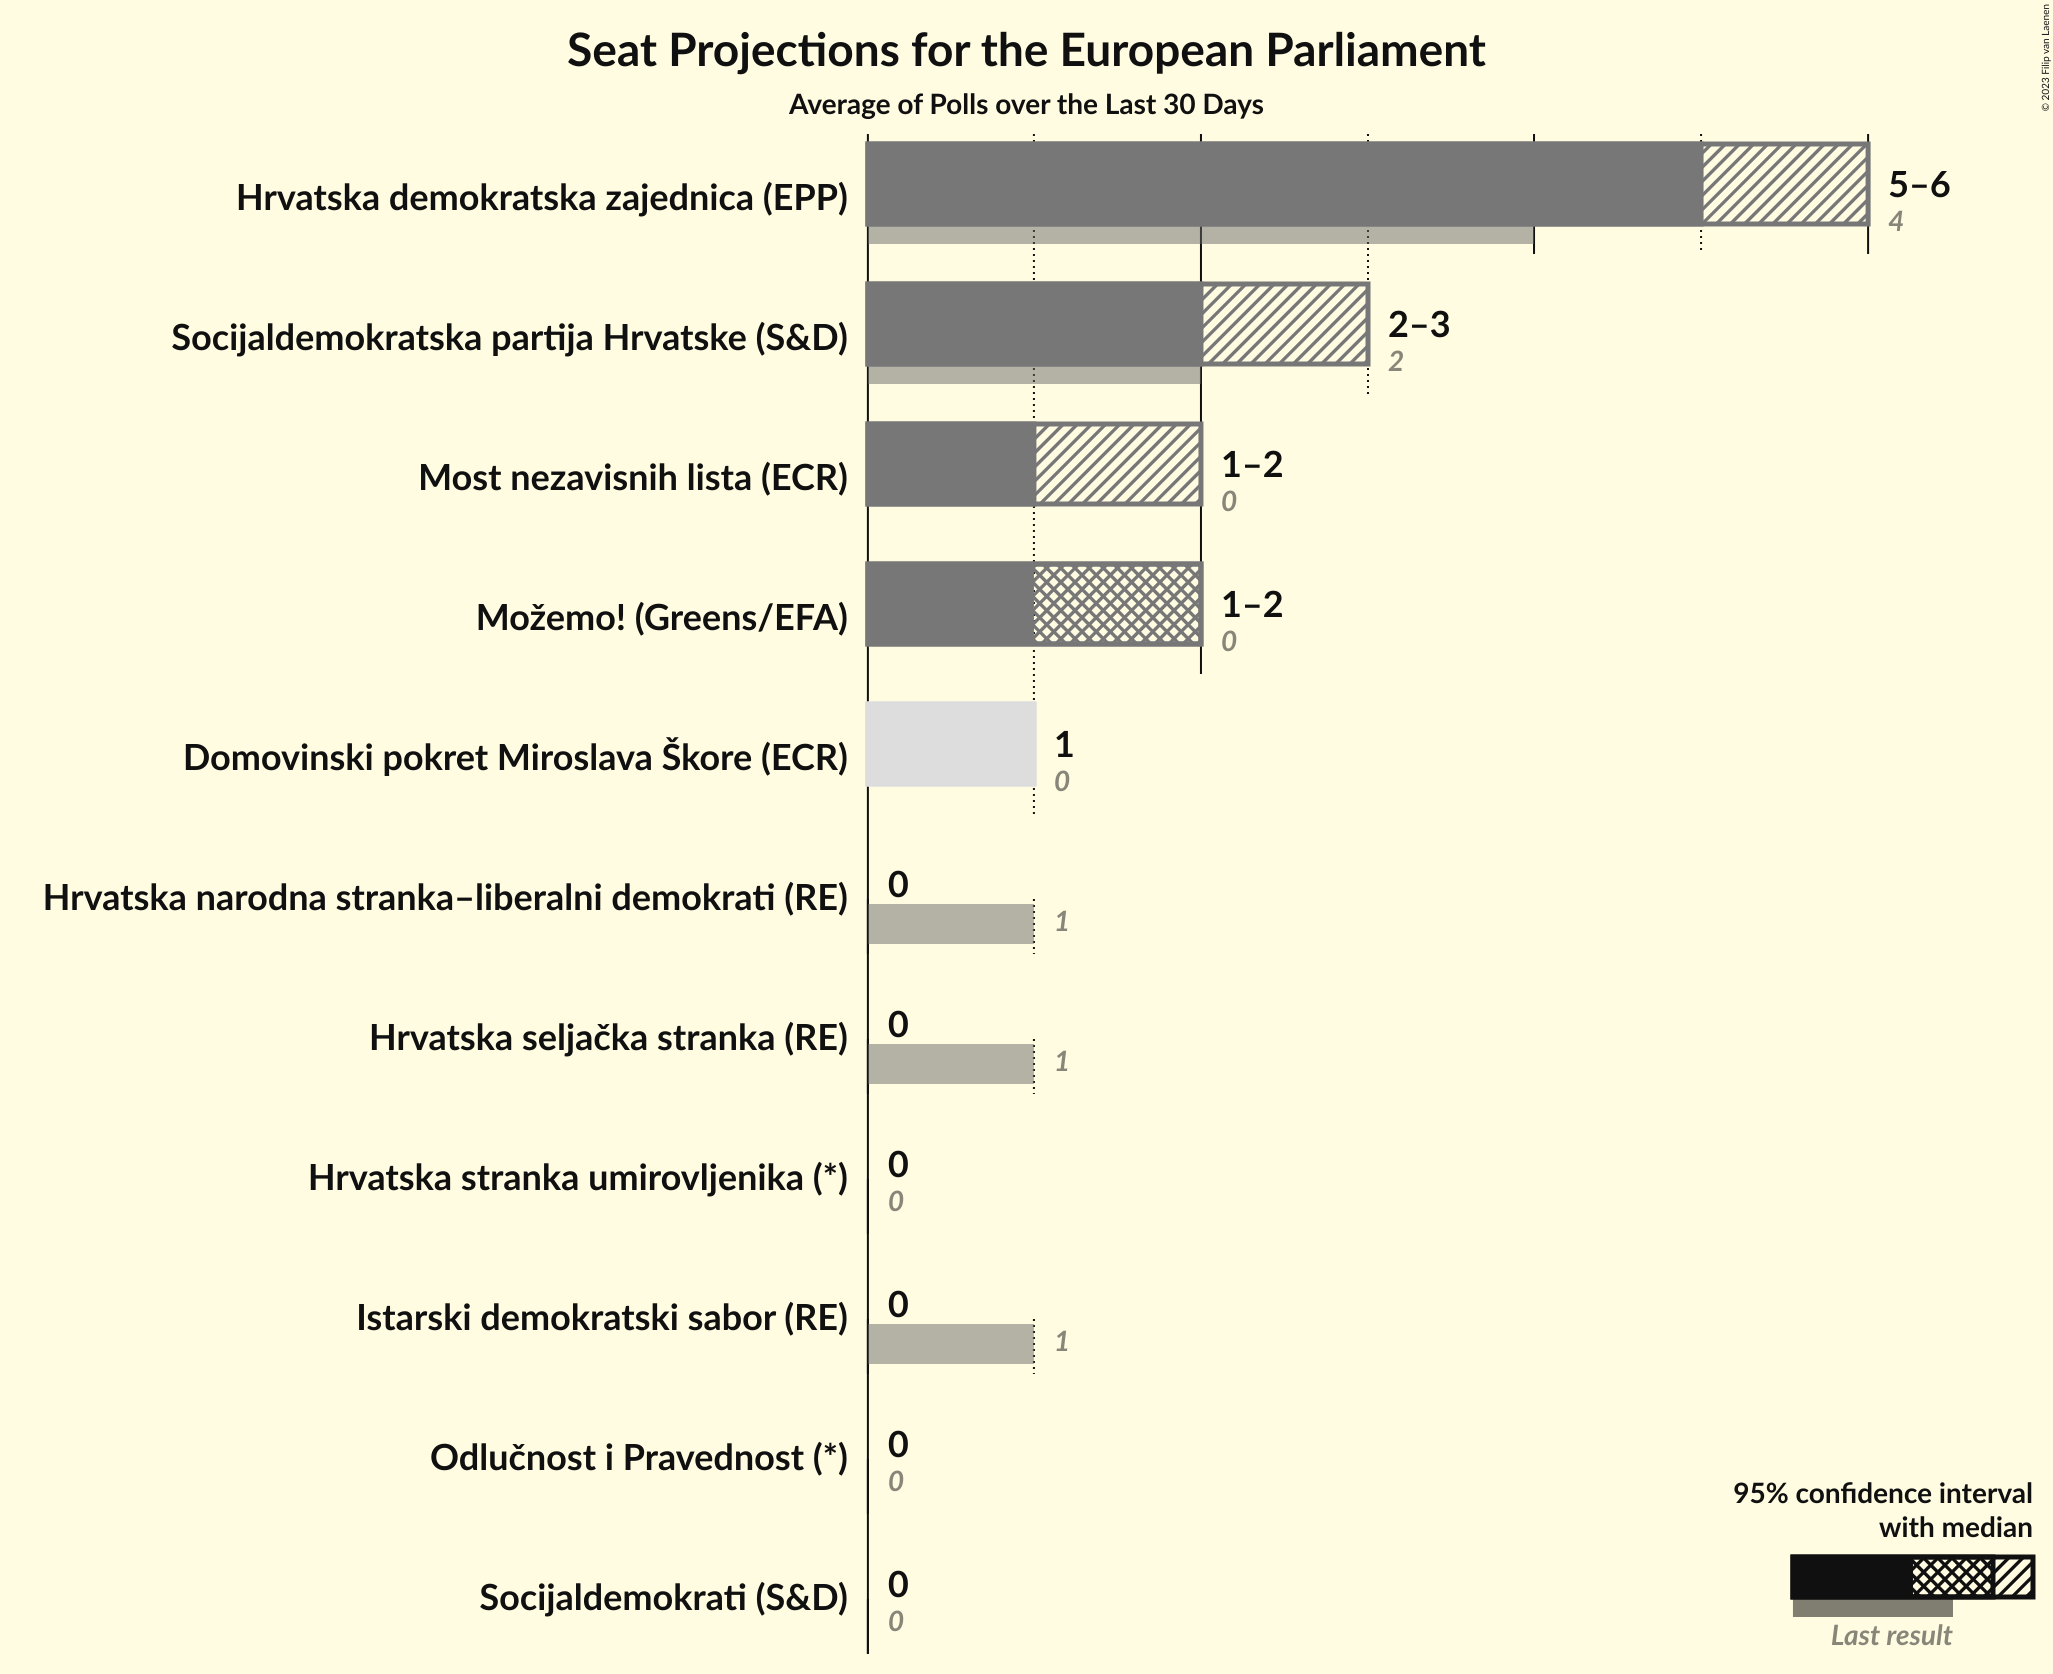 Seat Projections for the European Parliament
Average of Polls over the Last 30 Days
© 2023 Filip van Laenen
Hrvatska demokratska zajednica (EPP)
5–6
4
Socijaldemokratska partija Hrvatske (S&D)
2–3
2
Most nezavisnih lista (ECR)
1–2
0
Možemo! (Greens/EFA)
1–2
0
Domovinski pokret Miroslava Škore (ECR)
1
0
Hrvatska narodna stranka–liberalni demokrati (RE)
0
1
Hrvatska seljačka stranka (RE)
0
1
Hrvatska stranka umirovljenika (*)
0
0
Istarski demokratski sabor (RE)
0
1
Odlučnost i Pravednost (*)
0
0
Socijaldemokrati (S&D)
0
0
95% confidence interval
with median
Last result